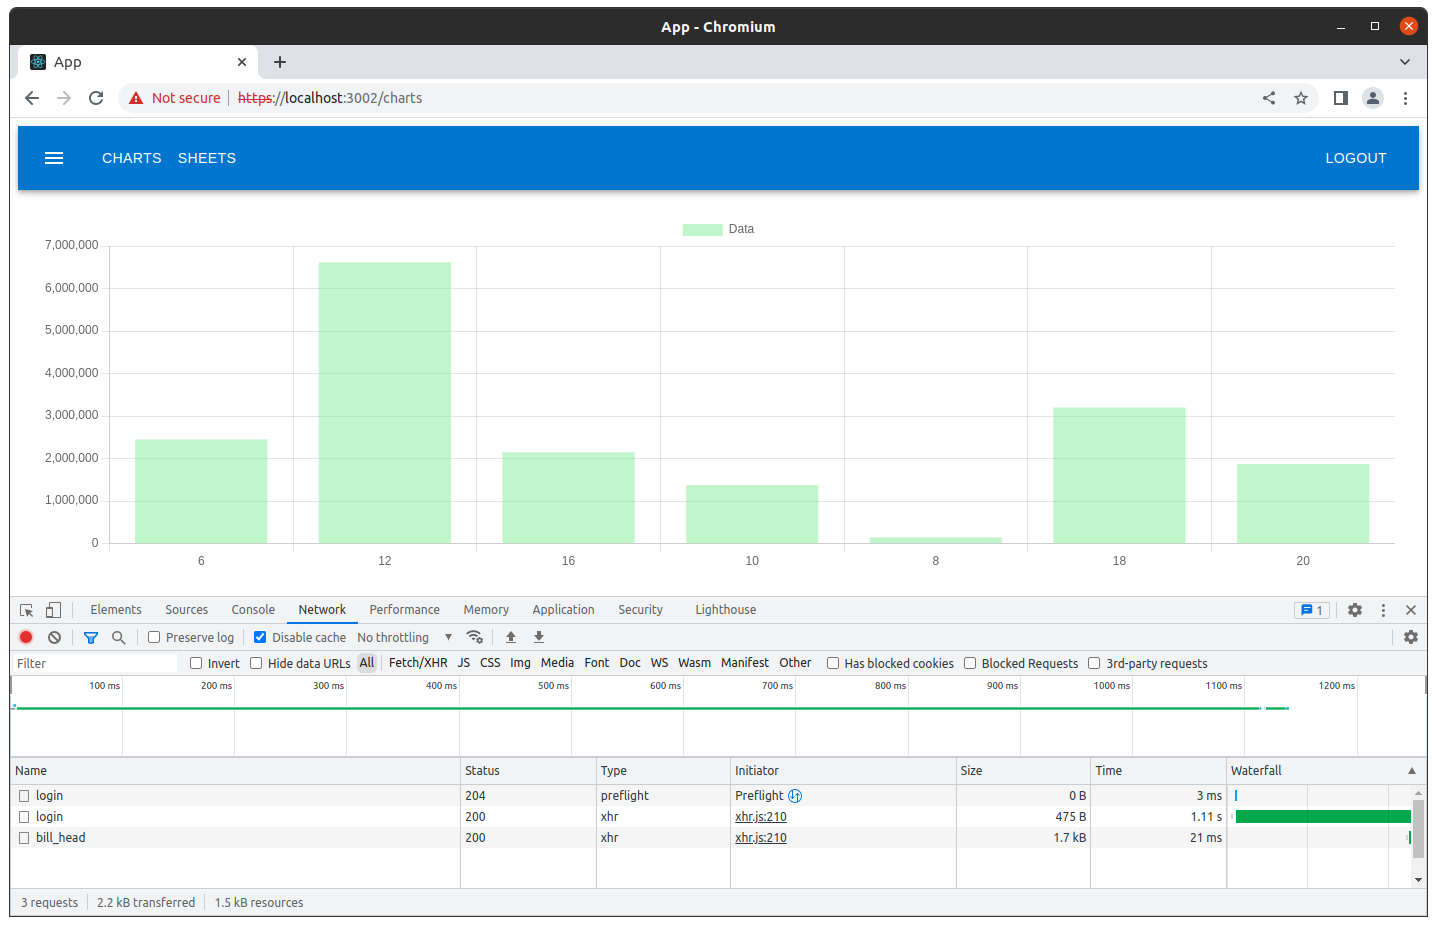 App - Chromium
App
Not secure https://localhost:3002/charts
CHARTS SHEETS LOGOUT
Data
7,000,000
6,000,000
5,000,000
4,000,000
3,000,000
2,000,000
1,000,000
0
6 12 16 10 8 18 20
Elements Sources Console Network Performance Memory Application Security Lighthouse 1
Preserve log Disable cache No throttling
Filter Invert Hide data URLs All Fetch/XHR JS CSS Img Media Font Doc WS Wasm Manifest Other Has blocked cookies Blocked Requests 3rd-party requests
100 ms 200 ms 300 ms 400 ms 500 ms 600 ms 700 ms 800 ms 900 ms 1000 ms 1100 ms 1200 ms
Name Status Type Initiator Size Time Waterfall
login 204 preflight Preflight 0 B 3 ms
login 200 xhr xhr.js:210 475 B 1.11 s
bill_head 200 xhr xhr.js:210 1.7 kB 21 ms
3 requests 2.2 kB transferred 1.5 kB resources